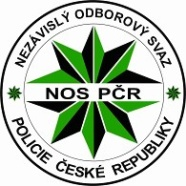 NEZÁVISLÝ ODBOROVÝ SVAZ
NOS PČR
POLICIE ČESKÉ REPUBLIKY